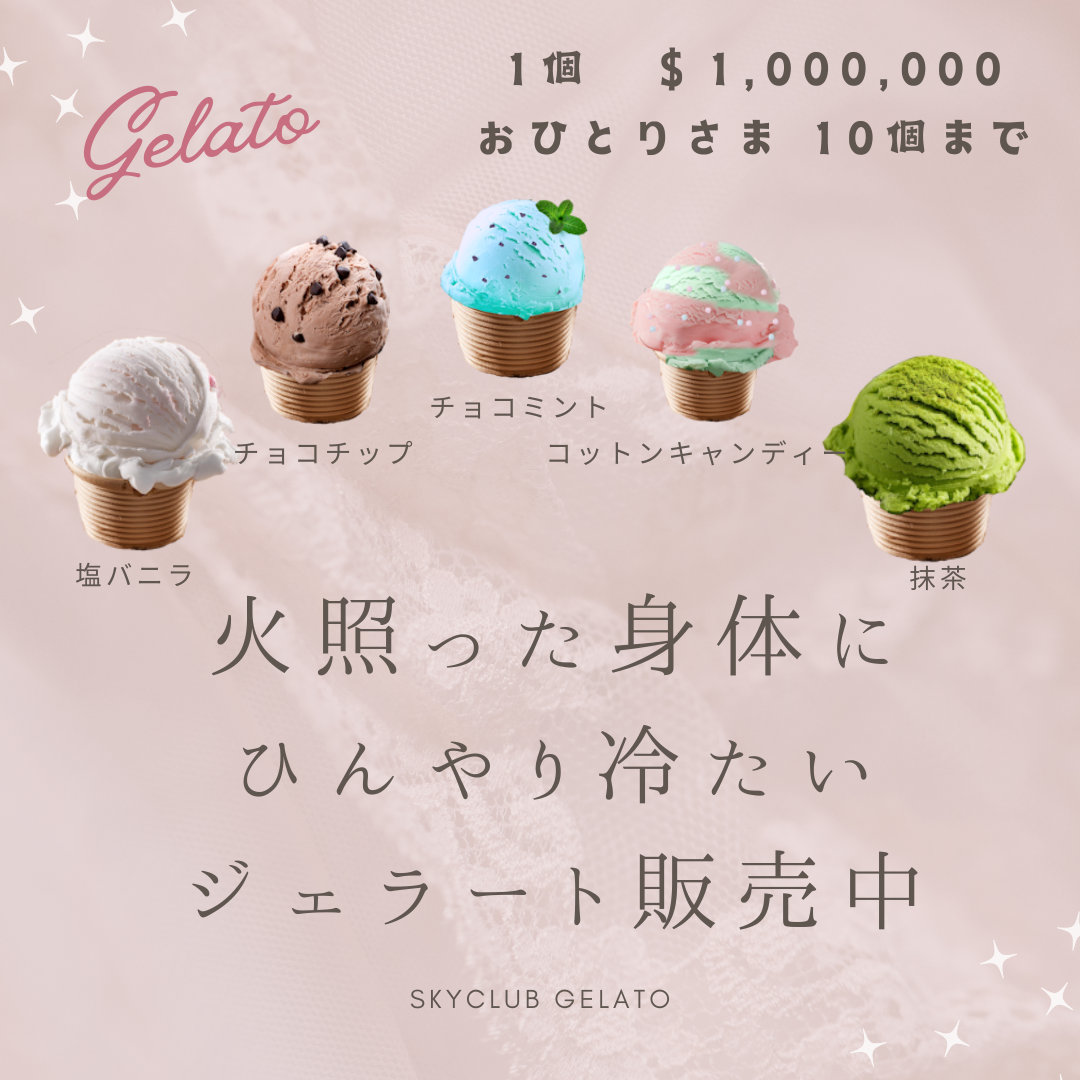 Gelato
1個 $1,000,000
おひとりさま 10個まで
チョコミント
チョコチップ
コットンキャンディー
塩バニラ
抹茶
火照った身体に
ひんやり冷たい
ジェラート販売中
SKYCLUB GELATO